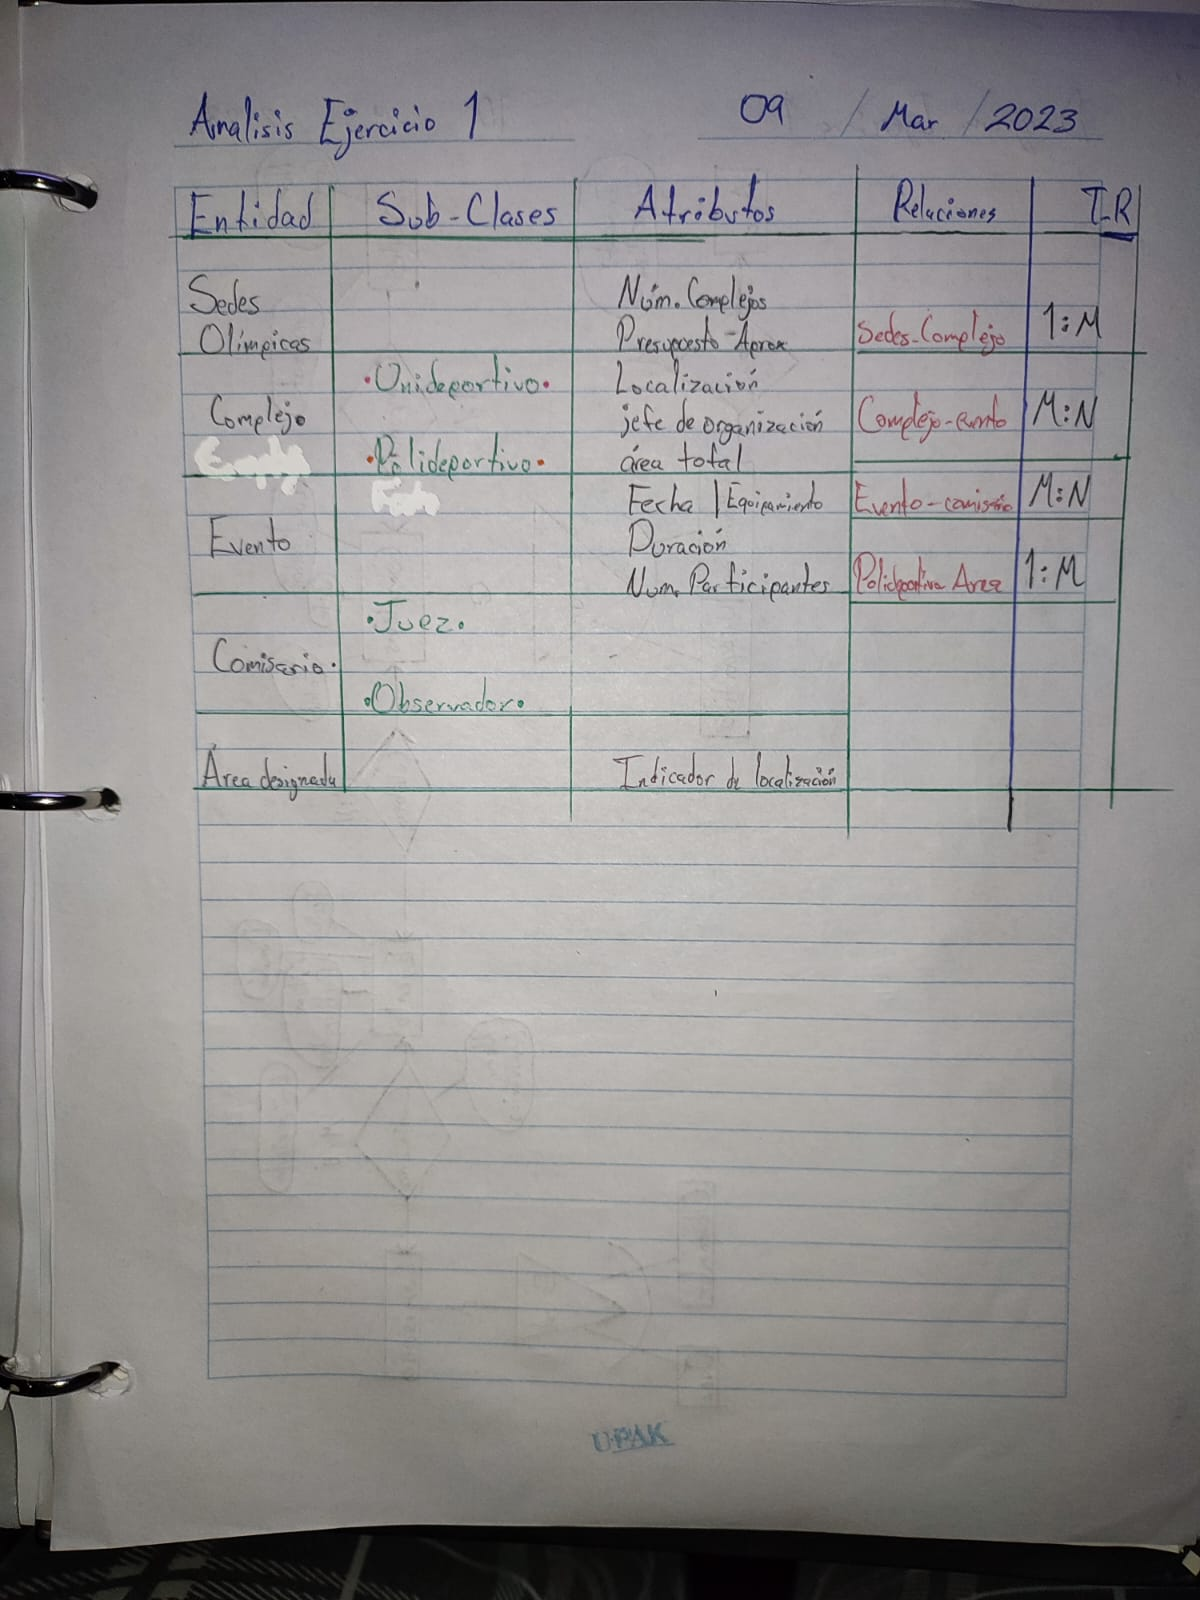 Analisis Ejercicio 1 09 / Mar / 2023
Entidad Sub-Clases Atributos Relaciones T-R
Sedes Núm. Complejos
Olímpicas Presupuesto-Aprox Sedes-Complejo 1:M
·Unideportivo· Localización
Complejo jefe de organización Complejo-evnto M:N
·Polideportivo· área total
Fecha | Equipamiento Evento-comisario M:N
Evento Duración
Num. Participantes Polideportivo Area 1:M
·Juez·
Comisario·
·Observador·
Área designada Indicador de localización
UPAK